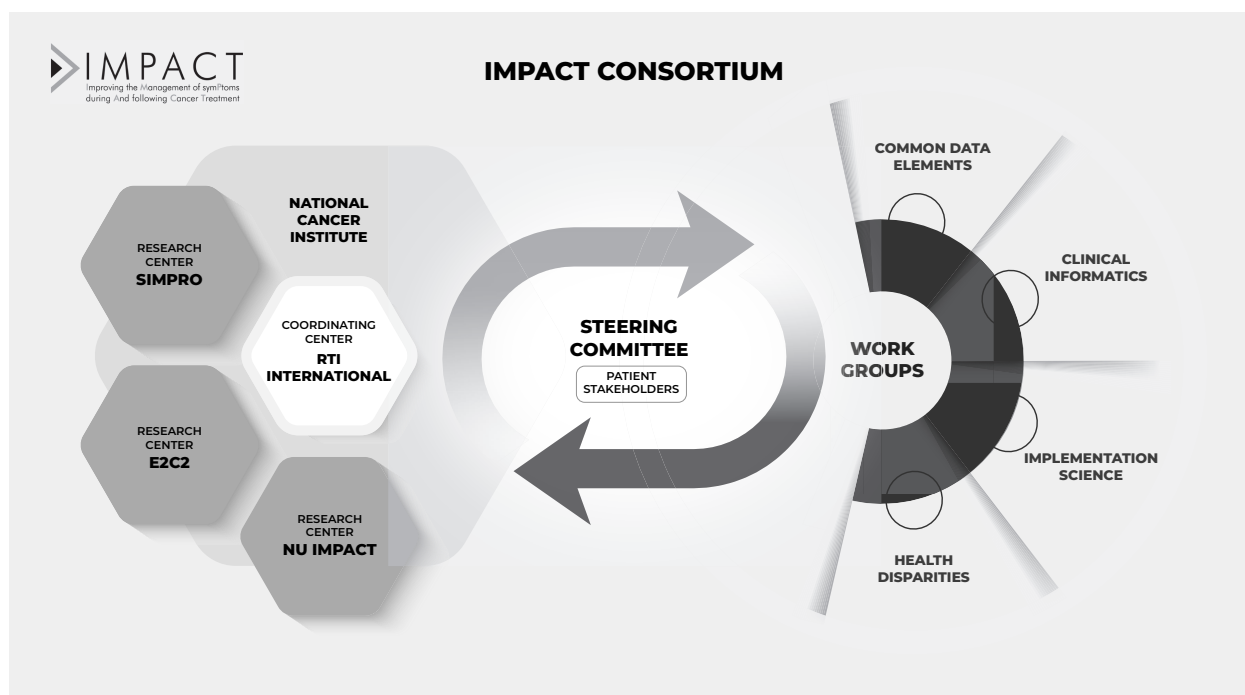 IMPACT
Improving the Management of symPtoms
during And following Cancer Treatment
IMPACT CONSORTIUM
NATIONAL
CANCER
INSTITUTE
RESEARCH
CENTER
SIMPRO
COORDINATING
CENTER
RTI
INTERNATIONAL
RESEARCH
CENTER
E2C2
RESEARCH
CENTER
NU IMPACT
STEERING
COMMITTEE
PATIENT
STAKEHOLDERS
WORK
GROUPS
COMMON DATA
ELEMENTS
CLINICAL
INFORMATICS
IMPLEMENTATION
SCIENCE
HEALTH
DISPARITIES